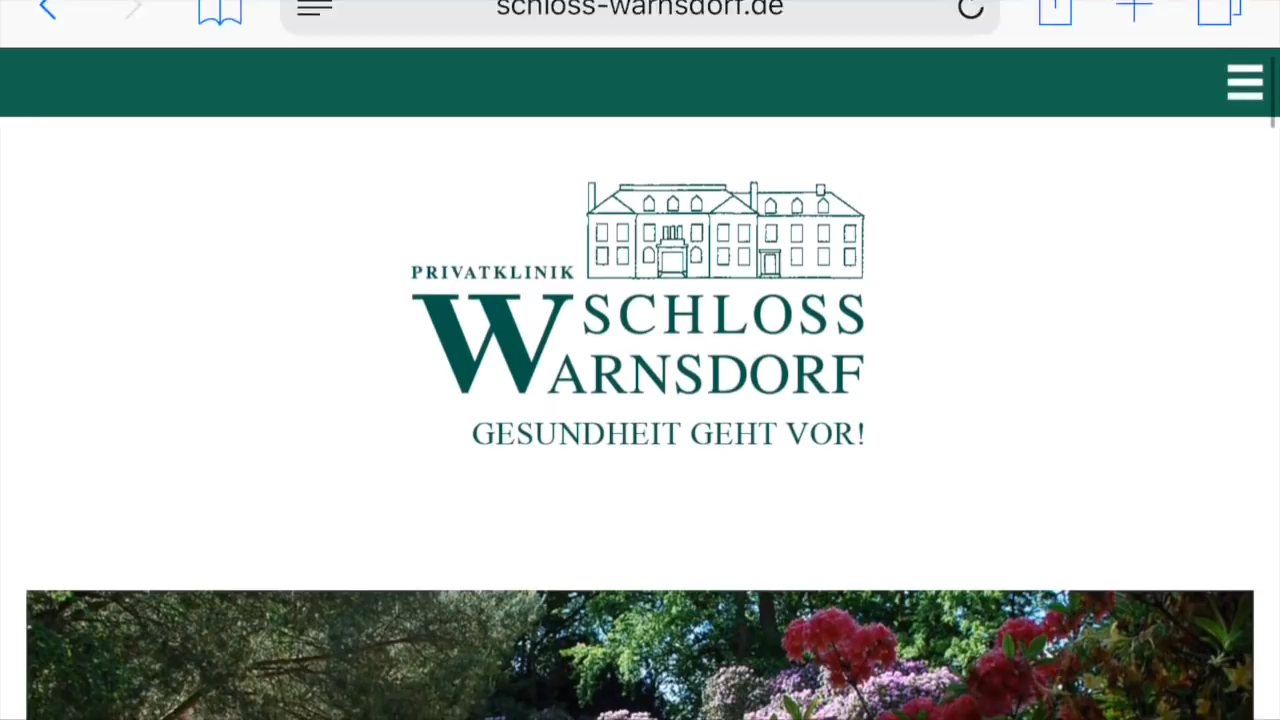 schloss-warnsdorf.de
PRIVATKLINIK
SCHLOSS
WARNSDORF
GESUNDHEIT GEHT VOR!